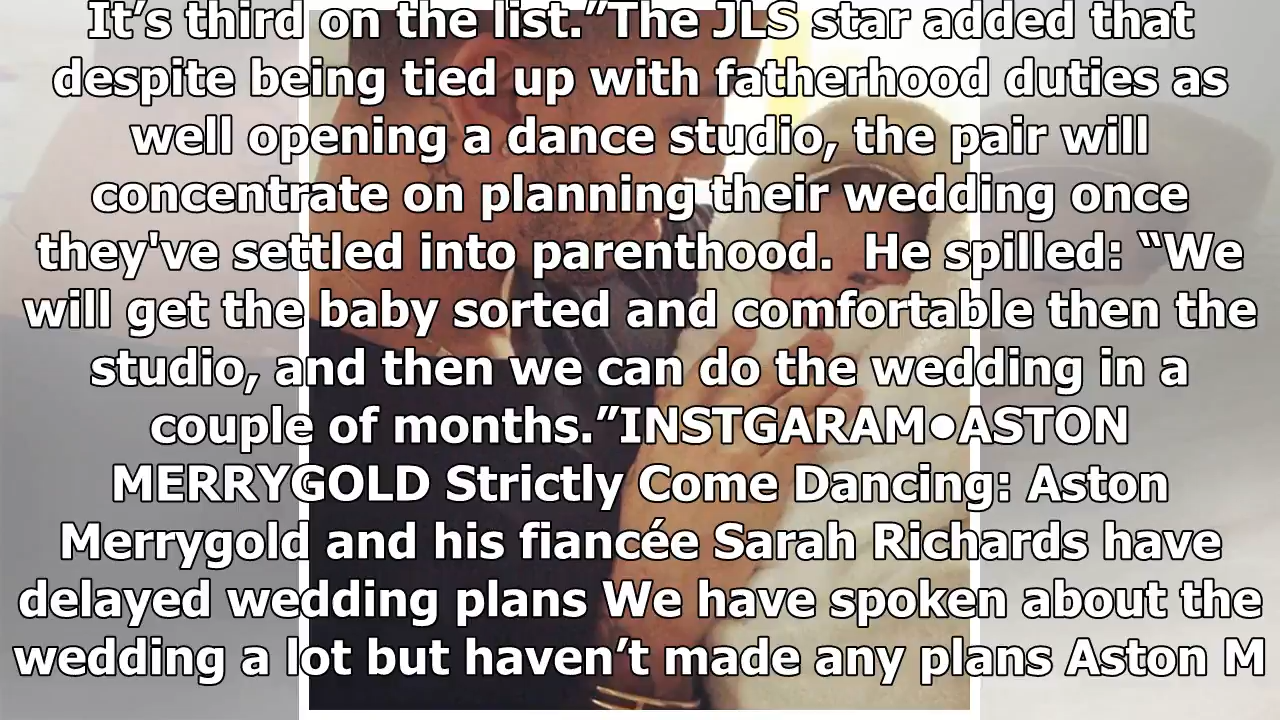 It’s third on the list.”The JLS star added that
despite being tied up with fatherhood duties as
well opening a dance studio, the pair will
concentrate on planning their wedding once
they've settled into parenthood.  He spilled: “We
will get the baby sorted and comfortable then the
studio, and then we can do the wedding in a
couple of months.”INSTGARAM•ASTON
MERRYGOLD Strictly Come Dancing: Aston
Merrygold and his fiancée Sarah Richards have
delayed wedding plans We have spoken about the
wedding a lot but haven’t made any plans Aston M